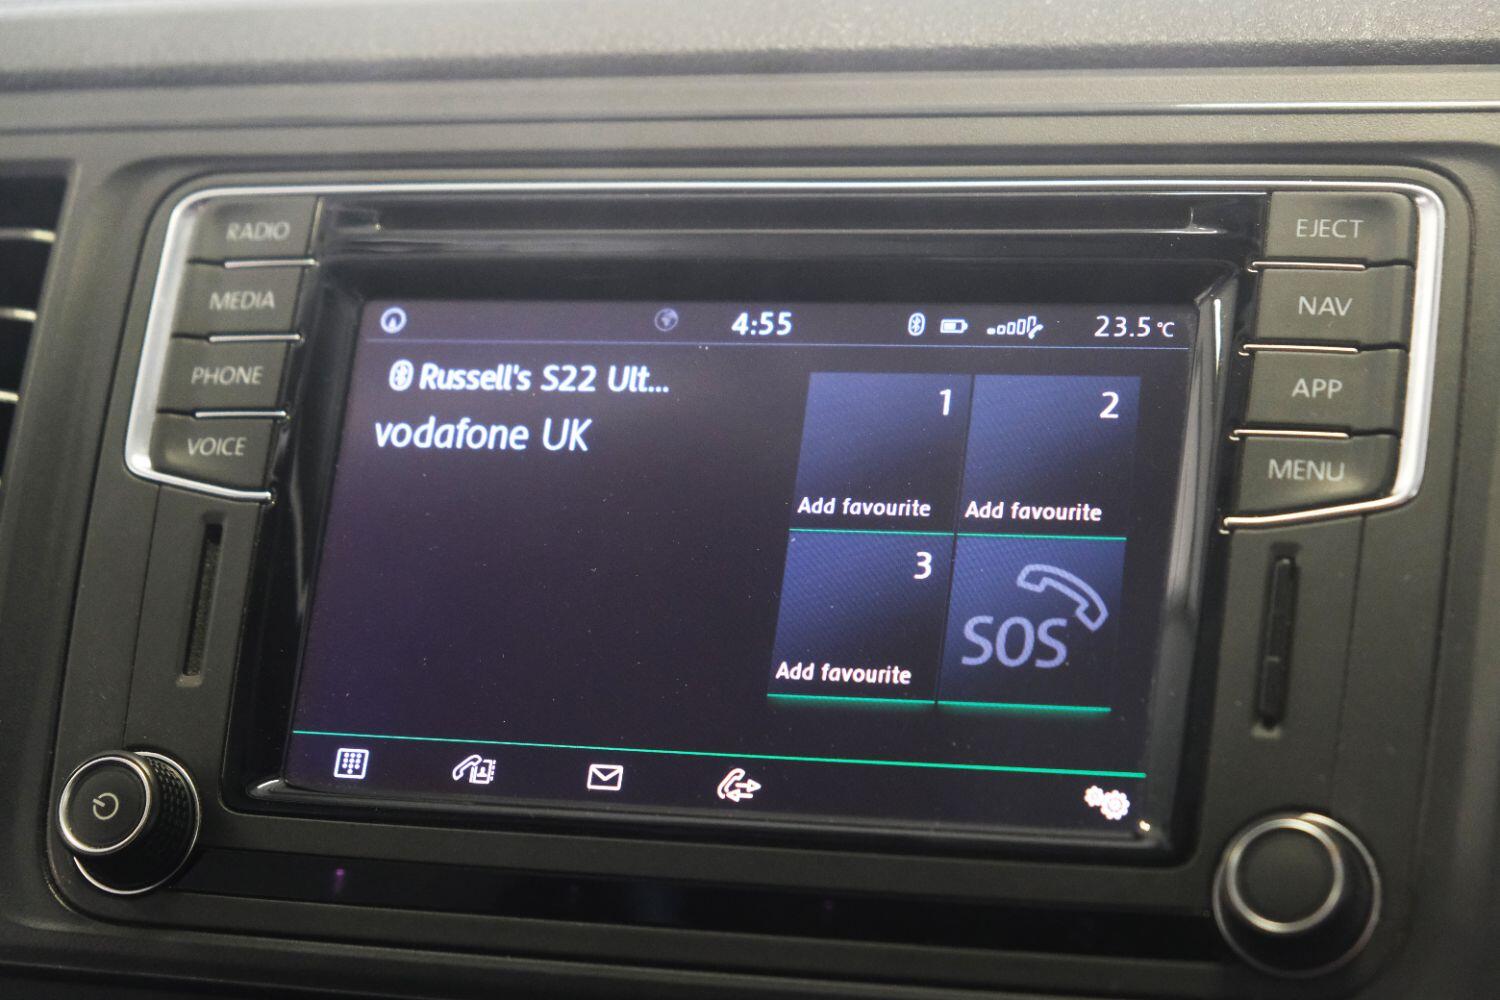 RADIO
MEDIA
PHONE
VOICE
EJECT
NAV
APP
MENU
4:55
23.5 °C
Russell's S22 Ult...
vodafone UK
1
Add favourite
2
Add favourite
3
Add favourite
SOS